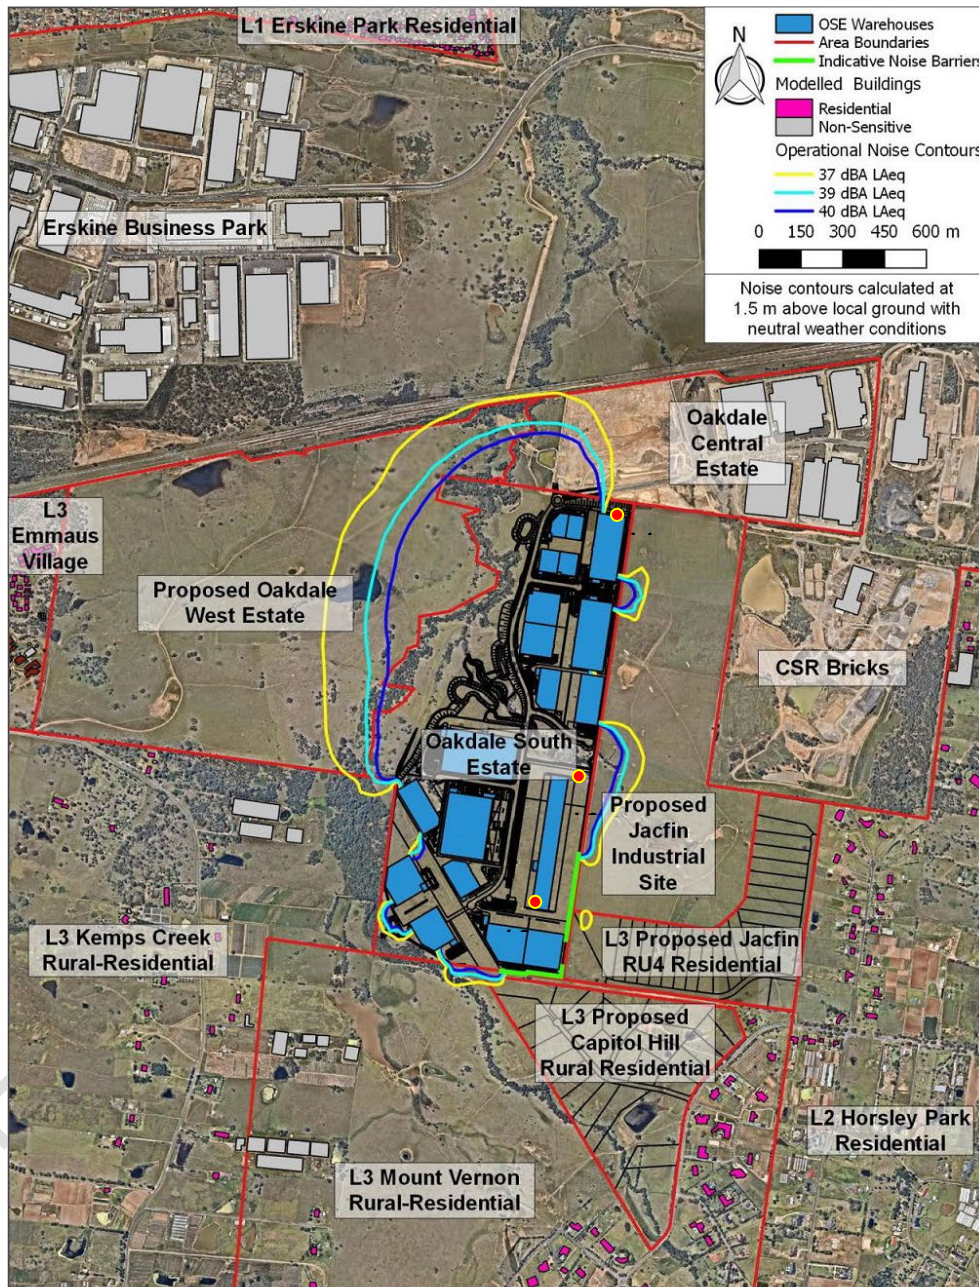 L1 Erskine Park Residential
N
OSE Warehouses
Area Boundaries
Indicative Noise Barriers
Modelled Buildings
Residential
Non-Sensitive
Operational Noise Contours
37 dBA LAeq
39 dBA LAeq
40 dBA LAeq
0 150 300 450 600 m
Noise contours calculated at
1.5 m above local ground with
neutral weather conditions
Erskine Business Park
Oakdale
Central
Estate
L3
Emmaus
Village
Proposed Oakdale
West Estate
CSR Bricks
Oakdale South
Estate
Proposed
Jacfin
Industrial
Site
L3 Kemps Creek
Rural-Residential
L3 Proposed Jacfin
RU4 Residential
L3 Proposed
Capitol Hill
Rural Residential
L2 Horsley Park
Residential
L3 Mount Vernon
Rural-Residential